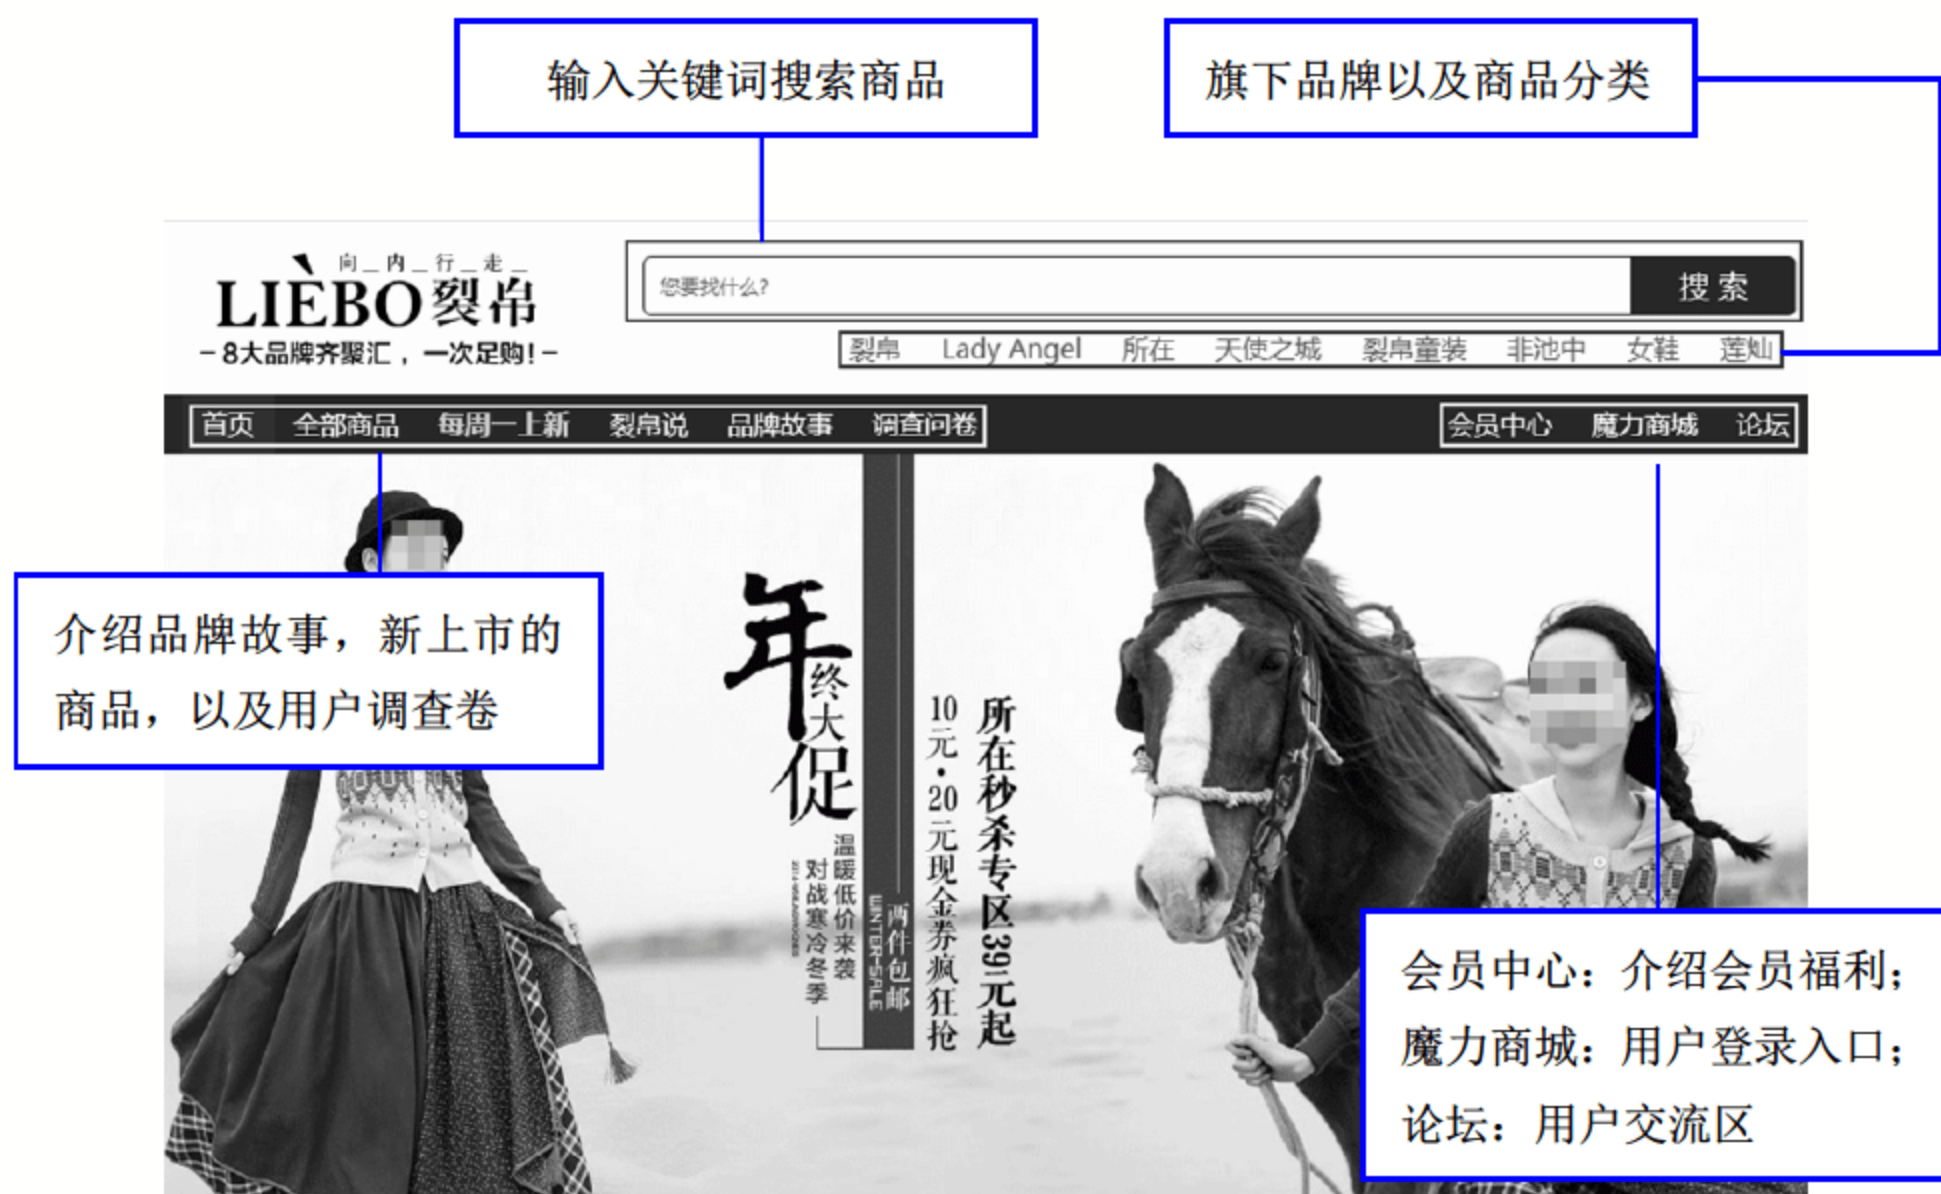 输入关键词搜索商品
旗下品牌以及商品分类
向_内_行_走_
LIÈBO裂帛
-8大品牌齐聚汇，一次足购!-
您要找什么?
搜索
裂帛 Lady Angel 所在 天使之城 裂帛童装 非池中 女鞋 莲灿
首页 全部商品 每周一上新 裂帛说 品牌故事 调查问卷
会员中心 魔力商城 论坛
介绍品牌故事，新上市的
商品，以及用户调查卷
年终大促
温暖低价来袭
对战寒冷冬季
两件包邮
WINTER-SALE
所在秒杀专区39元起
10元·20元现金券疯狂抢
会员中心：介绍会员福利；
魔力商城：用户登录入口；
论坛：用户交流区